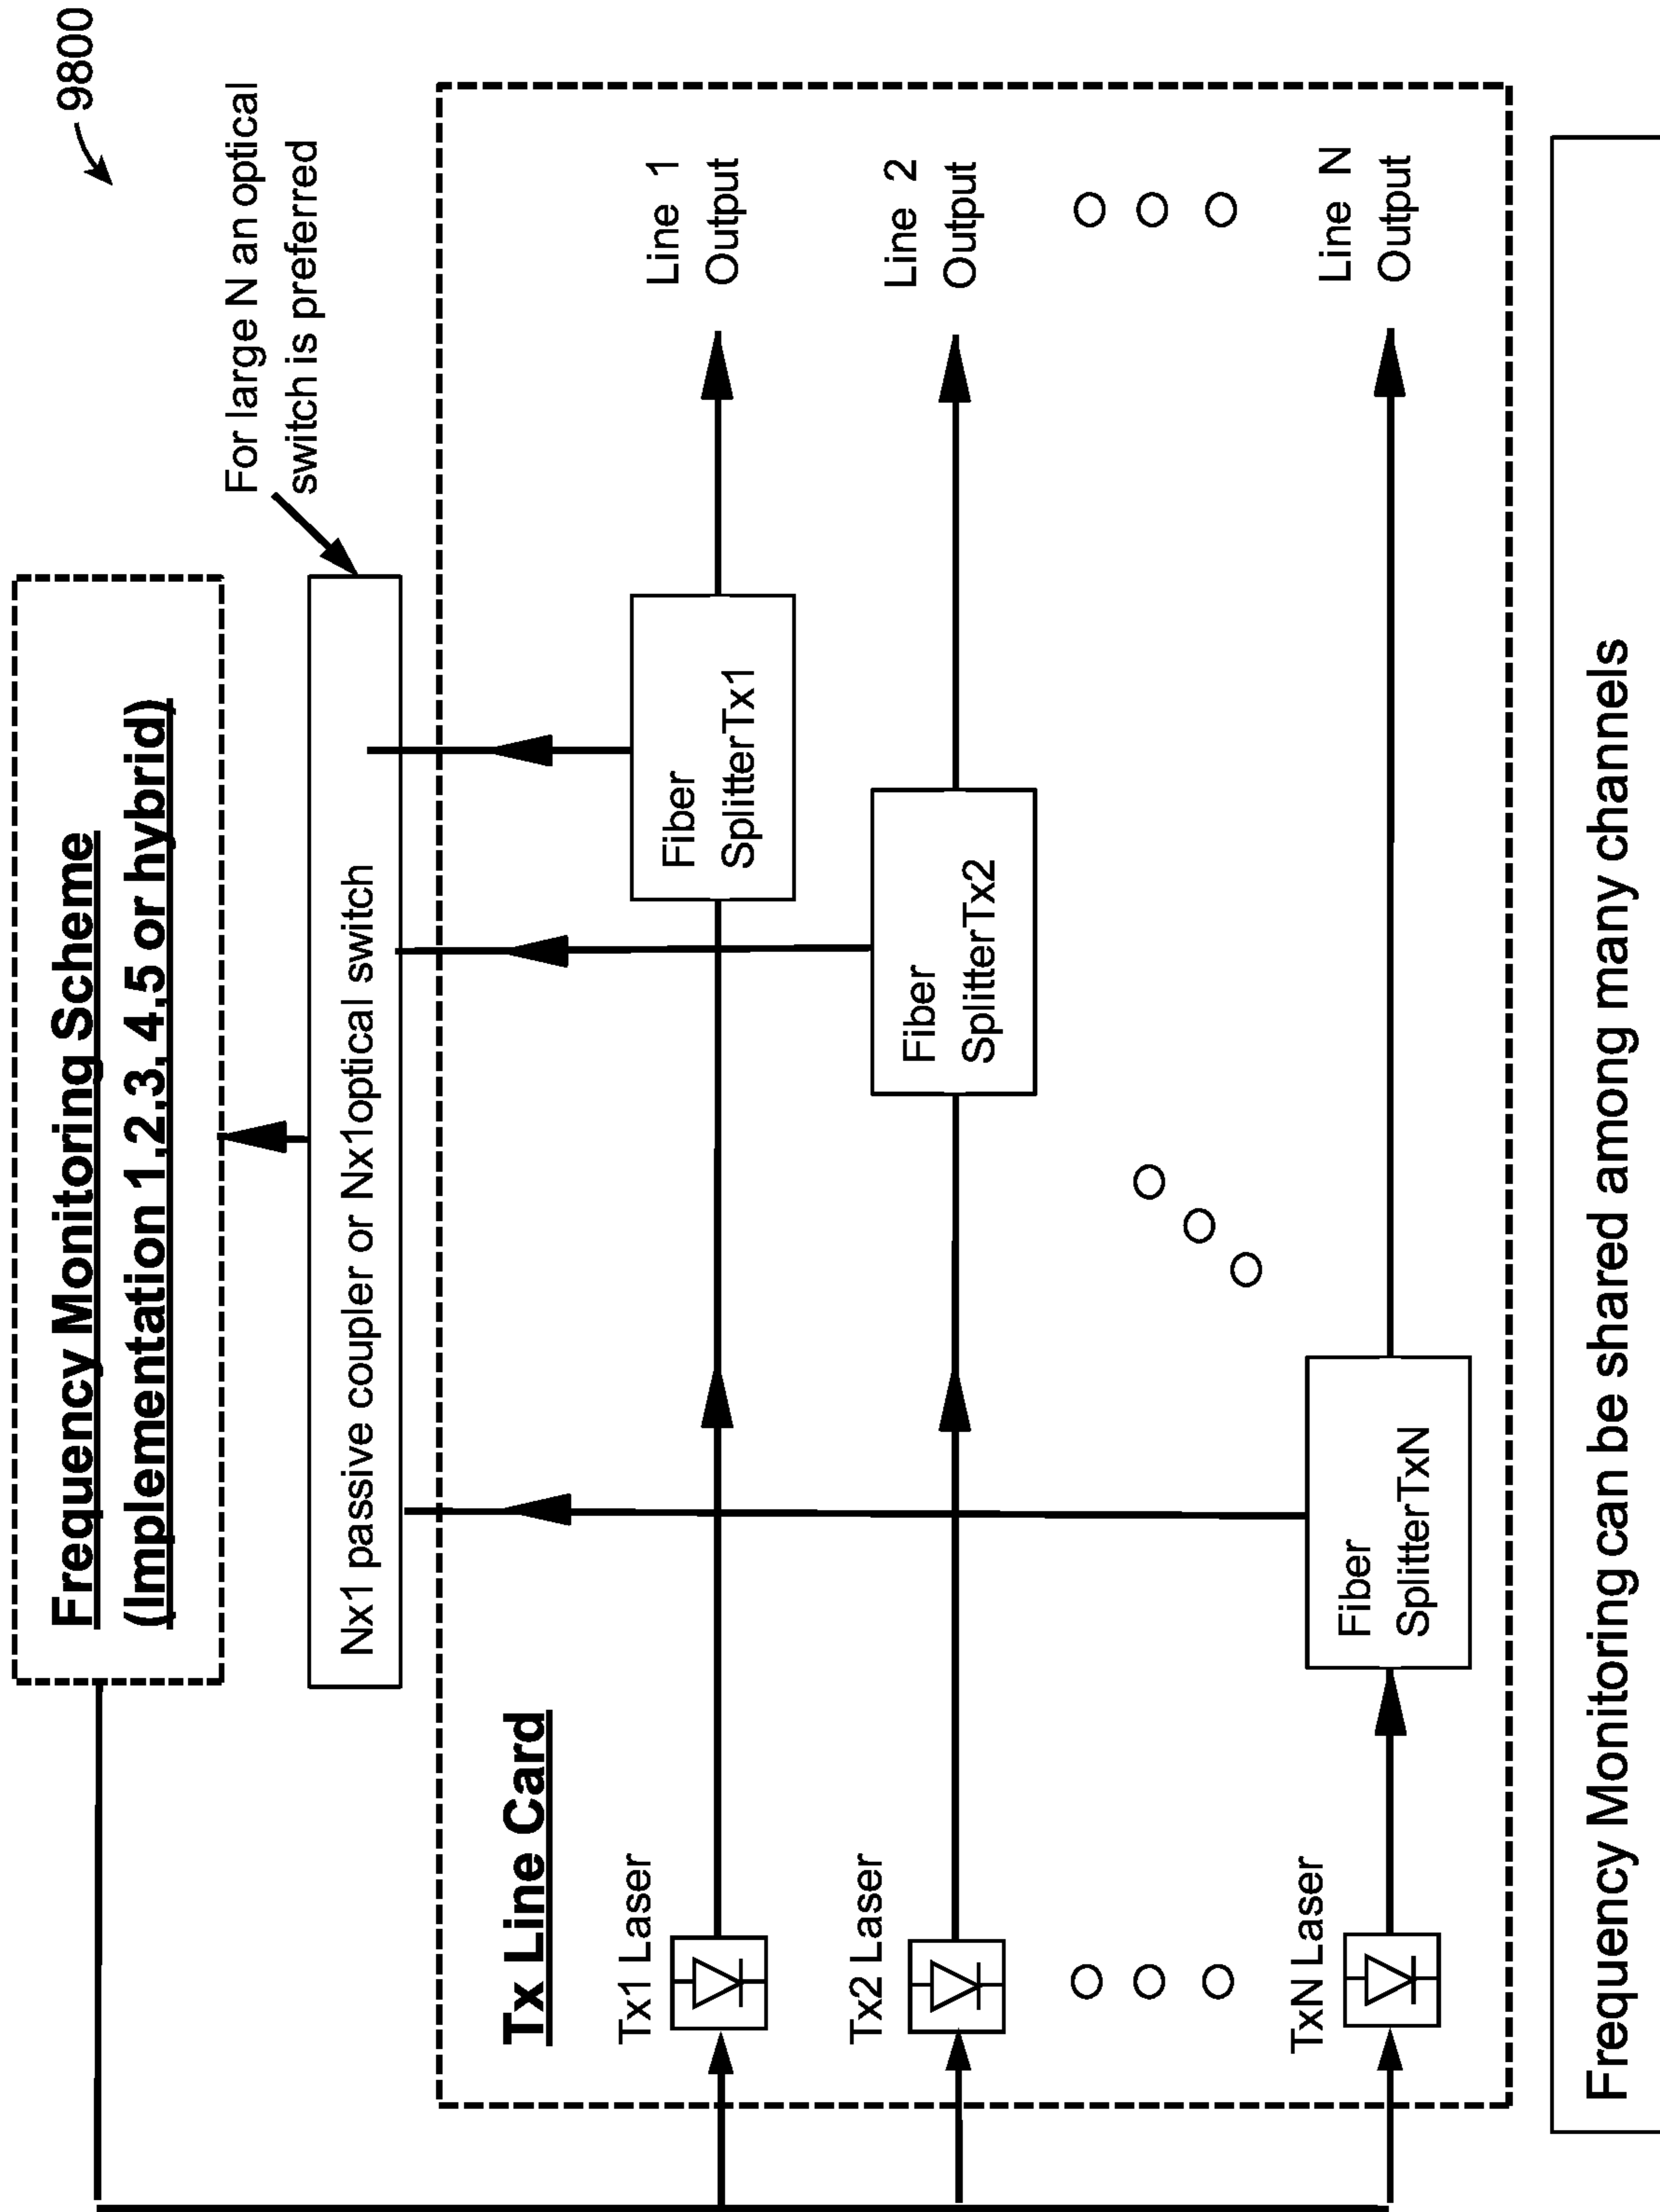 9800
Frequency Monitoring Scheme
(Implementation 1,2,3, 4,5 or hybrid)
For large N an optical
switch is preferred
Nx1 passive coupler or Nx1optical switch
Tx Line Card
Tx1 Laser
Fiber
SplitterTx1
Line 1
Output
Tx2 Laser
Fiber
SplitterTx2
Line 2
Output
TxN Laser
Fiber
SplitterTxN
Line N
Output
Frequency Monitoring can be shared among many channels